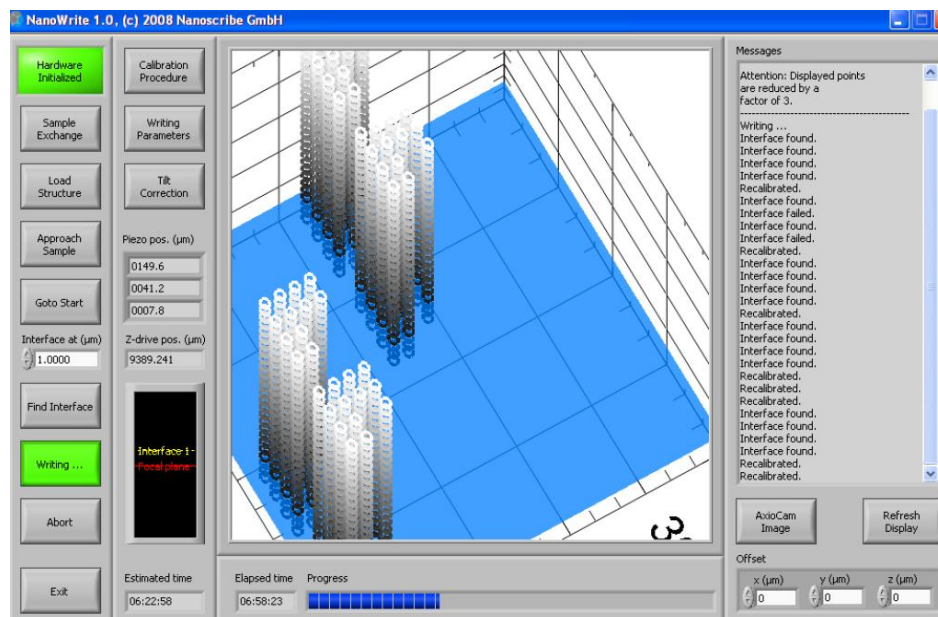 NanoWrite 1.0, (c) 2008 Nanoscribe GmbH
Hardware
Initialized
Sample
Exchange
Load
Structure
Approach
Sample
Goto Start
Interface at (µm)
1.0000
Find Interface
Writing ...
Abort
Exit
Calibration
Procedure
Writing
Parameters
Tilt
Correction
Piezo pos. (µm)
0149.6
0041.2
0007.8
Z-drive pos. (µm)
9389.241
Interface i-
Focal plane
Estimated time
06:22:58
Elapsed time
06:58:23
Progress
Messages
Attention: Displayed points
are reduced by a
factor of 3.
------------------------------------------------
Writing ...
Interface found.
Interface found.
Interface found.
Interface found.
Recalibrated.
Interface found.
Interface failed.
Interface found.
Interface failed.
Recalibrated.
Interface found.
Interface found.
Interface found.
Interface found.
Recalibrated.
Interface found.
Interface found.
Interface found.
Interface found.
Recalibrated.
Recalibrated.
Recalibrated.
Interface found.
Interface found.
Interface found.
Interface found.
Recalibrated.
Recalibrated.
AxioCam
Image
Refresh
Display
Offset
x (µm)
0
y (µm)
0
z (µm)
0